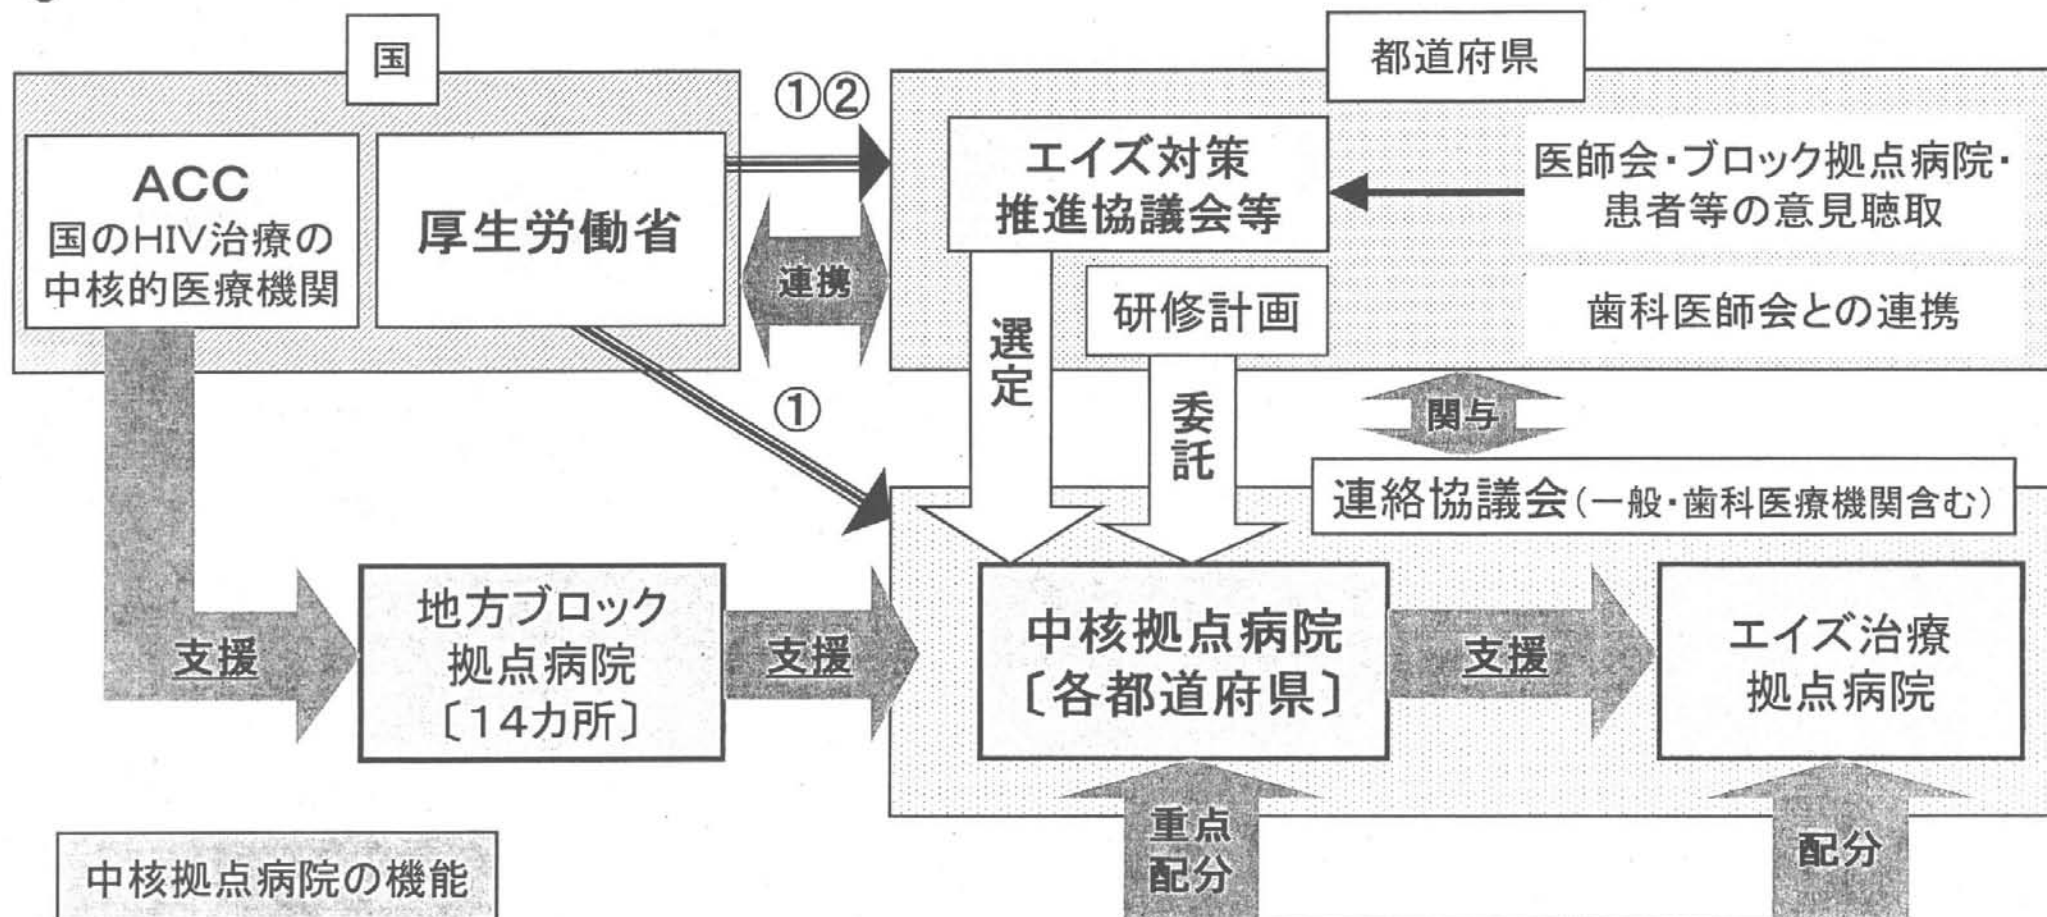 国
都道府県
①②
ACC
国のHIV治療の
中核的医療機関
厚生労働省
エイズ対策
推進協議会等
医師会・ブロック拠点病院・
患者等の意見聴取
連携
研修計画
歯科医師会との連携
選定
委託
①
関与
連絡協議会(一般・歯科医療機関含む)
支援
地方ブロック
拠点病院
〔14カ所〕
支援
中核拠点病院
〔各都道府県〕
支援
エイズ治療
拠点病院
重点
配分
配分
中核拠点病院の機能